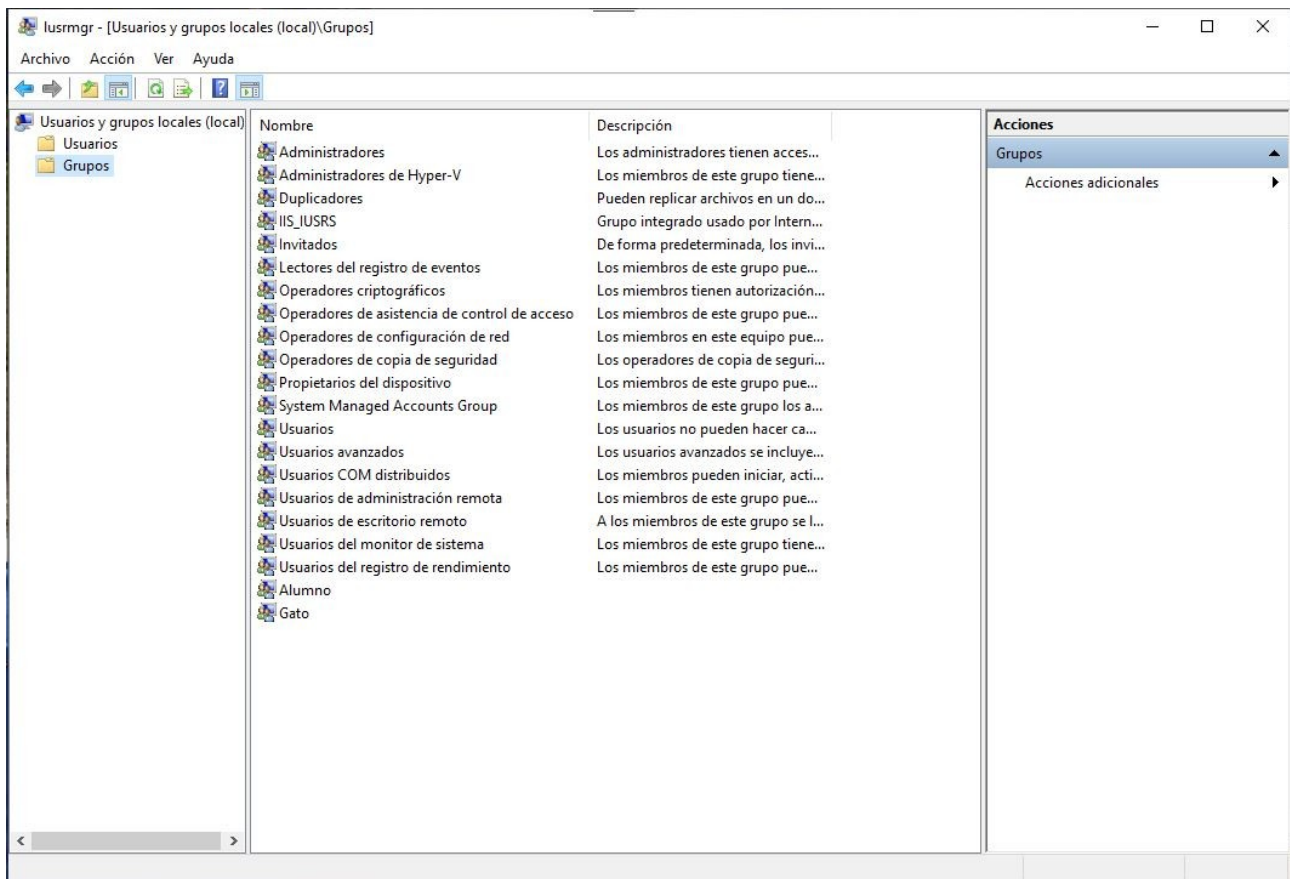 lusrmgr - [Usuarios y grupos locales (local)\Grupos]
Archivo Acción Ver Ayuda
Usuarios y grupos locales (local)
Usuarios
Grupos
Nombre Descripción
Administradores Los administradores tienen acces...
Administradores de Hyper-V Los miembros de este grupo tiene...
Duplicadores Pueden replicar archivos en un do...
IIS_IUSRS Grupo integrado usado por Intern...
Invitados De forma predeterminada, los invi...
Lectores del registro de eventos Los miembros de este grupo pue...
Operadores criptográficos Los miembros tienen autorización...
Operadores de asistencia de control de acceso Los miembros de este grupo pue...
Operadores de configuración de red Los miembros en este equipo pue...
Operadores de copia de seguridad Los operadores de copia de seguri...
Propietarios del dispositivo Los miembros de este grupo pue...
System Managed Accounts Group Los miembros de este grupo los a...
Usuarios Los usuarios no pueden hacer ca...
Usuarios avanzados Los usuarios avanzados se incluye...
Usuarios COM distribuidos Los miembros pueden iniciar, acti...
Usuarios de administración remota Los miembros de este grupo pue...
Usuarios de escritorio remoto A los miembros de este grupo se l...
Usuarios del monitor de sistema Los miembros de este grupo tiene...
Usuarios del registro de rendimiento Los miembros de este grupo pue...
Alumno
Gato
Acciones
Grupos
Acciones adicionales